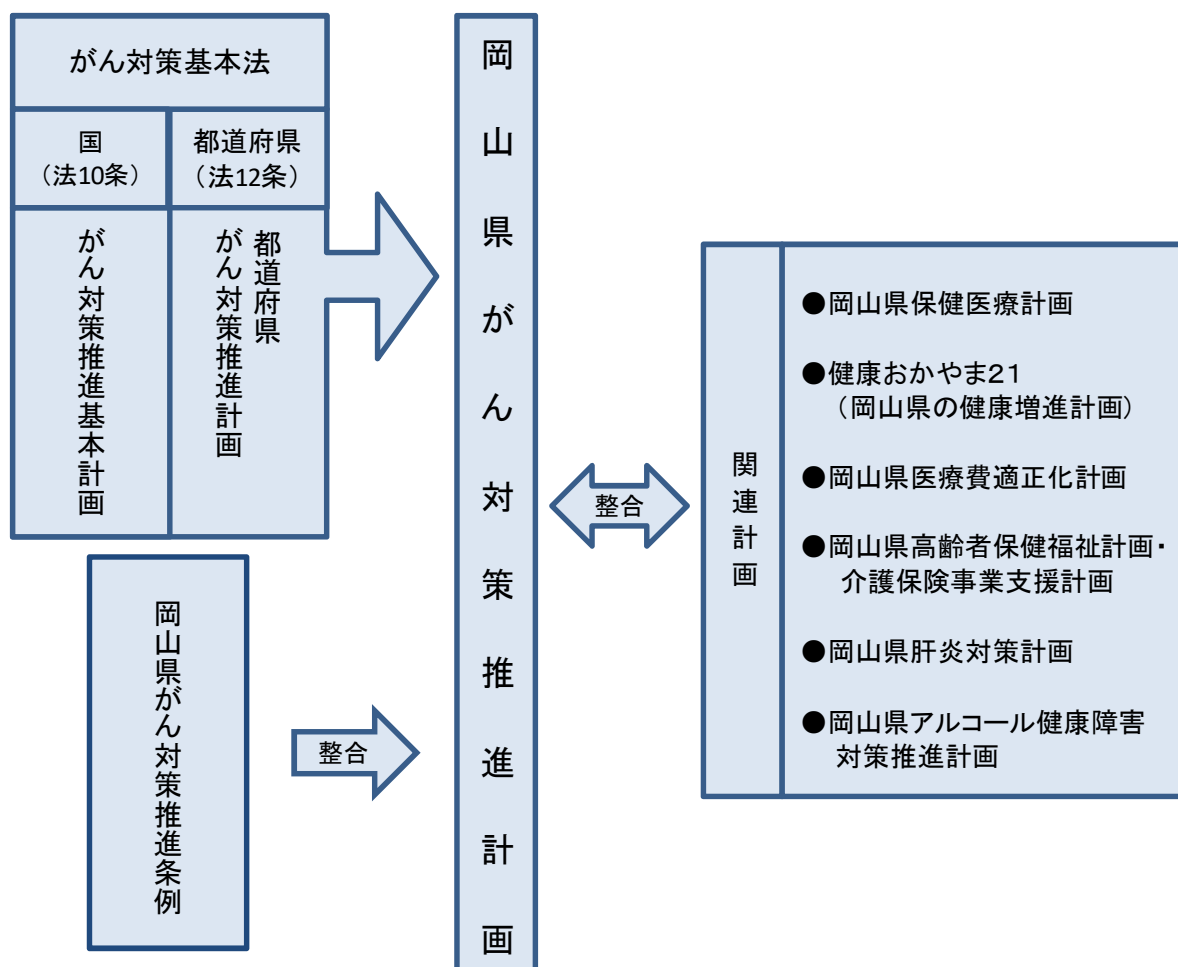 がん対策基本法
国
（法10条）
都道府県
（法12条）
がん対策推進基本計画
都道府県
がん対策推進計画
岡山県がん対策推進条例
整合
岡山県がん対策推進計画
整合
関連計画
●岡山県保健医療計画
●健康おかやま２１
（岡山県の健康増進計画）
●岡山県医療費適正化計画
●岡山県高齢者保健福祉計画・
介護保険事業支援計画
●岡山県肝炎対策計画
●岡山県アルコール健康障害
対策推進計画